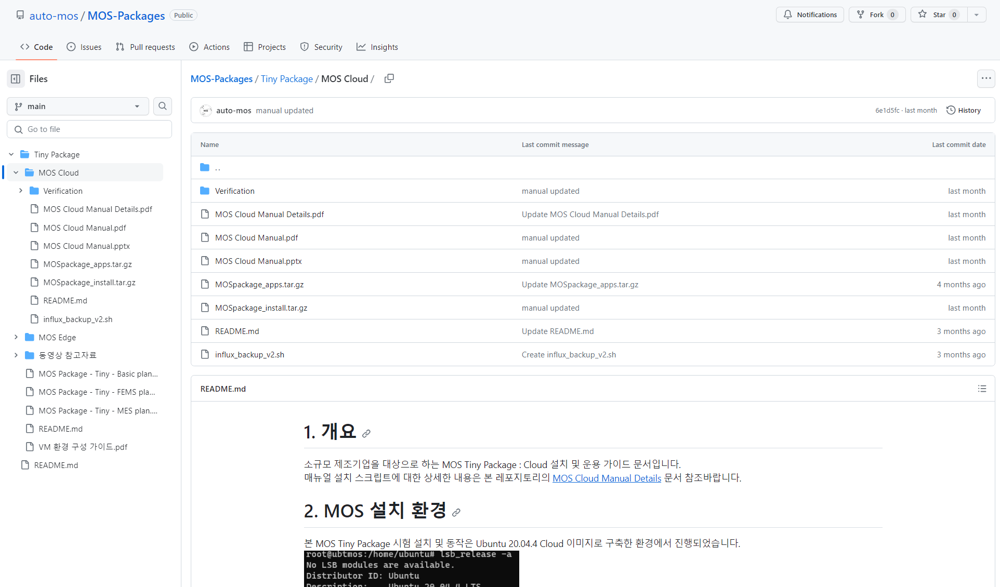 auto-mos / MOS-Packages Public
Notifications Fork 0 Star 0
Code Issues Pull requests Actions Projects Security Insights
Files
main
Go to file
Tiny Package
MOS Cloud
Verification
MOS Cloud Manual Details.pdf
MOS Cloud Manual.pdf
MOS Cloud Manual.pptx
MOSpackage_apps.tar.gz
MOSpackage_install.tar.gz
README.md
influx_backup_v2.sh
MOS Edge
동영상 참고자료
MOS Package - Tiny - Basic plan...
MOS Package - Tiny - FEMS pla...
MOS Package - Tiny - MES plan....
README.md
VM 환경 구성 가이드.pdf
README.md
MOS-Packages / Tiny Package / MOS Cloud /
auto-mos manual updated 6e1d5fc · last month History
Name Last commit message Last commit date
..
Verification manual updated last month
MOS Cloud Manual Details.pdf Update MOS Cloud Manual Details.pdf last month
MOS Cloud Manual.pdf manual updated last month
MOS Cloud Manual.pptx manual updated last month
MOSpackage_apps.tar.gz Update MOSpackage_apps.tar.gz 4 months ago
MOSpackage_install.tar.gz manual updated last month
README.md Update README.md 3 months ago
influx_backup_v2.sh Create influx_backup_v2.sh 3 months ago
README.md
1. 개요
소규모 제조기업을 대상으로 하는 MOS Tiny Package : Cloud 설치 및 운용 가이드 문서입니다.
매뉴얼 설치 스크립트에 대한 상세한 내용은 본 레포지토리의 MOS Cloud Manual Details 문서 참조바랍니다.
2. MOS 설치 환경
본 MOS Tiny Package 시험 설치 및 동작은 Ubuntu 20.04.4 Cloud 이미지로 구축한 환경에서 진행되었습니다.
root@ubtmos:/home/ubuntu# lsb_release -a
No LSB modules are available.
Distributor ID: Ubuntu
Description: Ubuntu 20.04.4 LTS